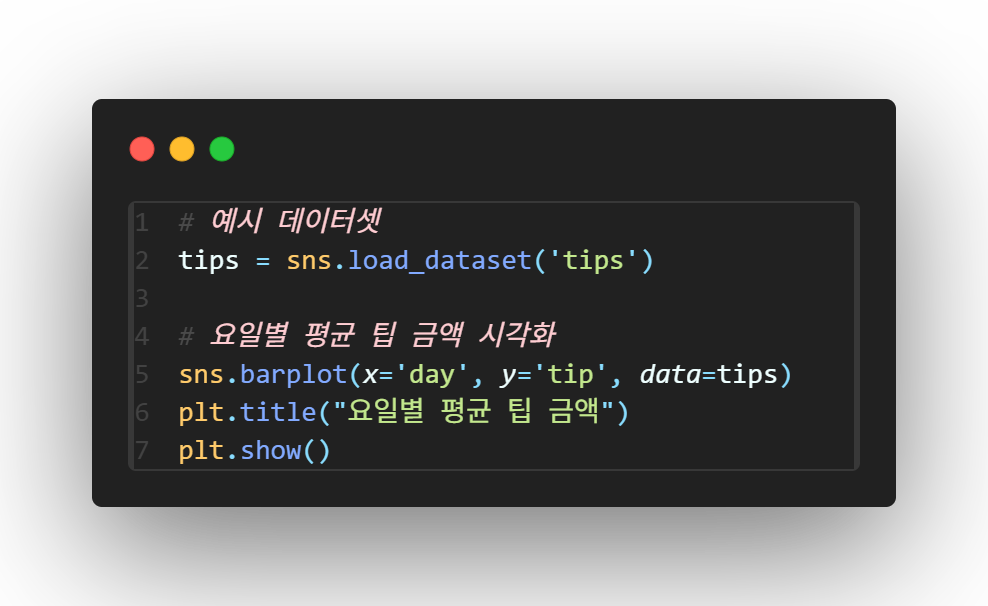 1 # 예시 데이터셋
2 tips = sns.load_dataset('tips')
3
4 # 요일별 평균 팁 금액 시각화
5 sns.barplot(x='day', y='tip', data=tips)
6 plt.title("요일별 평균 팁 금액")
7 plt.show()